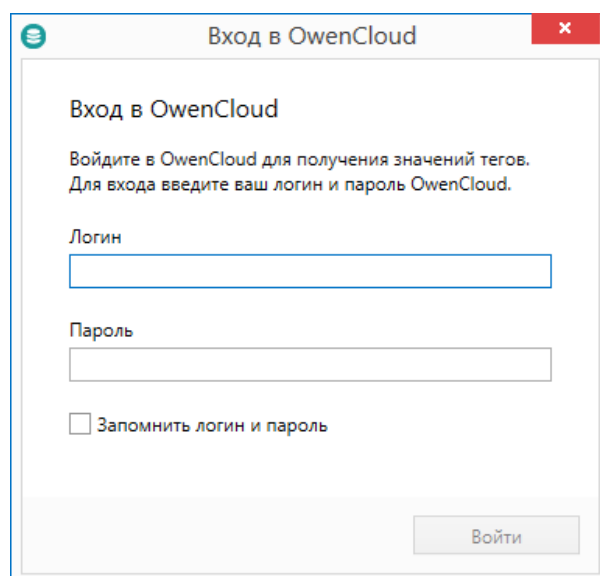 Вход в OwenCloud
Вход в OwenCloud
Войдите в OwenCloud для получения значений тегов.
Для входа введите ваш логин и пароль OwenCloud.
Логин
Пароль
Запомнить логин и пароль
Войти